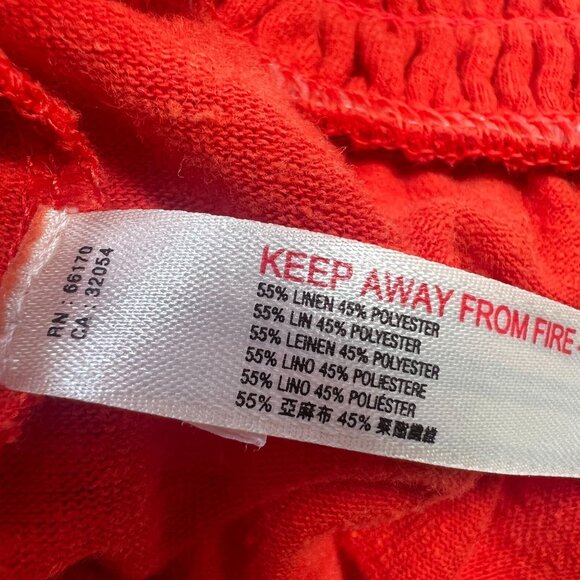 RN : 66170
CA : 32054
KEEP AWAY FROM FIRE
55% LINEN 45% POLYESTER
55% LIN 45% POLYESTER
55% LEINEN 45% POLYESTER
55% LINO 45% POLIESTERE
55% LINO 45% POLIÉSTER
55% 亞麻布 45% 聚酯纖維